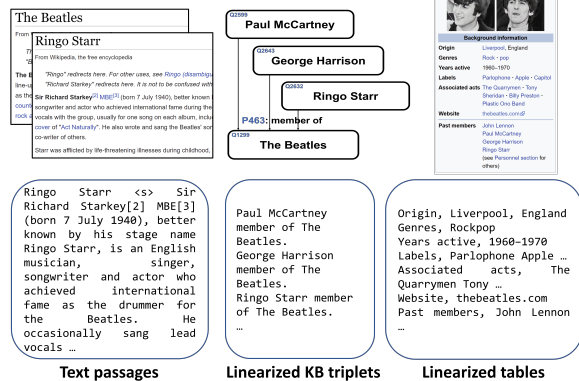 The Beatles
From
Th
"B
The B
line-u
as the
count
rock a
Ringo Starr
From Wikipedia, the free encyclopedia
"Ringo" redirects here. For other uses, see Ringo (disambigu
"Richard Starkey" redirects here. It is not to be confused with
Sir Richard Starkey[2] MBE[3] (born 7 July 1940), better known
songwriter and actor who achieved international fame during the
vocals with the group, usually for one song on each album, inclu
cover of "Act Naturally". He also wrote and sang the Beatles' son
co-writer of others.
Starr was afflicted by life-threatening illnesses during childhood,
Q2599
Paul McCartney
Q2643
George Harrison
Q2632
Ringo Starr
P463: member of
Q1299
The Beatles
Background information
Origin Liverpool, England
Genres Rock · pop
Years active 1960–1970
Labels Parlophone · Apple · Capitol
Associated acts The Quarrymen · Tony
Sheridan · Billy Preston ·
Plastic Ono Band
Website thebeatles.com
Past members John Lennon
Paul McCartney
George Harrison
Ringo Starr
(see Personnel section for
others)
Ringo Starr <s> Sir
Richard Starkey[2] MBE[3]
(born 7 July 1940), better
known by his stage name
Ringo Starr, is an English
musician, singer,
songwriter and actor who
achieved international
fame as the drummer for
the Beatles. He
occasionally sang lead
vocals …
Text passages
Paul McCartney
member of The
Beatles.
George Harrison
member of The
Beatles.
Ringo Starr member
of The Beatles.
…
Linearized KB triplets
Origin, Liverpool, England
Genres, Rockpop
Years active, 1960–1970
Labels, Parlophone Apple …
Associated acts, The
Quarrymen Tony …
Website, thebeatles.com
Past members, John Lennon
…
Linearized tables